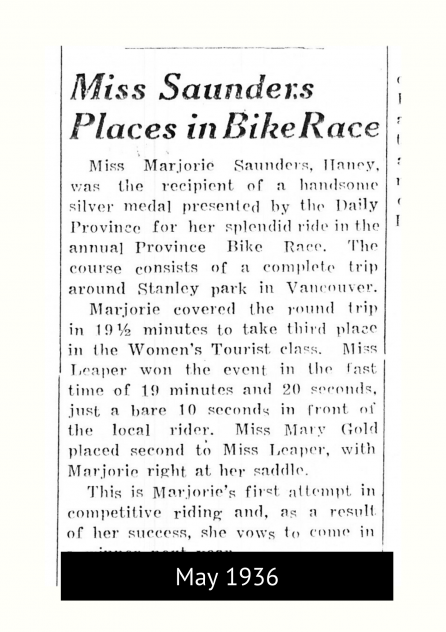 Miss Saunders
Places in Bike Race
Miss Marjorie Saunders, Haney,
was the recipient of a handsome
silver medal presented by the Daily
Province for her splendid ride in the
annual Province Bike Race. The
course consists of a complete trip
around Stanley park in Vancouver.
Marjorie covered the round trip
in 19½ minutes to take third place
in the Women's Tourist class. Miss
Leaper won the event in the fast
time of 19 minutes and 20 seconds,
just a bare 10 seconds in front of
the local rider. Miss Mary Gold
placed second to Miss Leaper, with
Marjorie right at her saddle.
This is Marjorie's first attempt in
competitive riding and, as a result
of her success, she vows to come in
May 1936